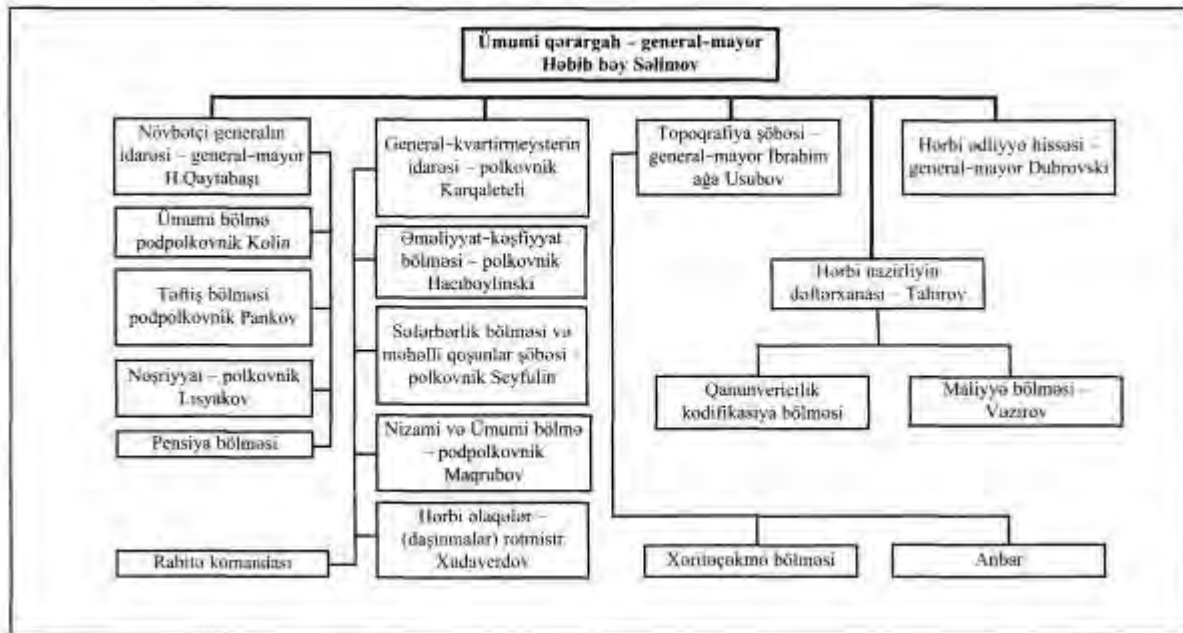 Ümumi qərargah – general-mayor
Həbib bəy Səlimov
Növbətçi generalın
idarəsi – general-mayor
H.Qaytabaşı
Ümumi bölmə
podpolkovnik Kolin
Təftiş bölməsi
podpolkovnik Pankov
Nəşriyyat – polkovnik
Lısyakov
Pensiya bölməsi
Rabitə komandası
General-kvartirmeysterin
idarəsi – polkovnik
Karqaleteli
Əməliyyat-kəşfiyyat
bölməsi – polkovnik
Hacıbəylinski
Səfərbərlik bölməsi və
məhəlli qoşunlar şöbəsi -
polkovnik Seyfulin
Nizami və Ümumi bölmə
– podpolkovnik
Maqrubov
Hərbi əlaqələr –
(daşınmalar) rotmistr
Xudaverdov
Topoqrafiya şöbəsi –
general-mayor İbrahim
ağa Usubov
Hərbi ədliyyə hissəsi –
general-mayor Dubrovski
Hərbi nazirliyin
dəftərxanası – Tahirov
Qanunvericilik
kodifikasiya bölməsi
Maliyyə bölməsi –
Vəzirov
Xəritəçəkmə bölməsi
Anbar